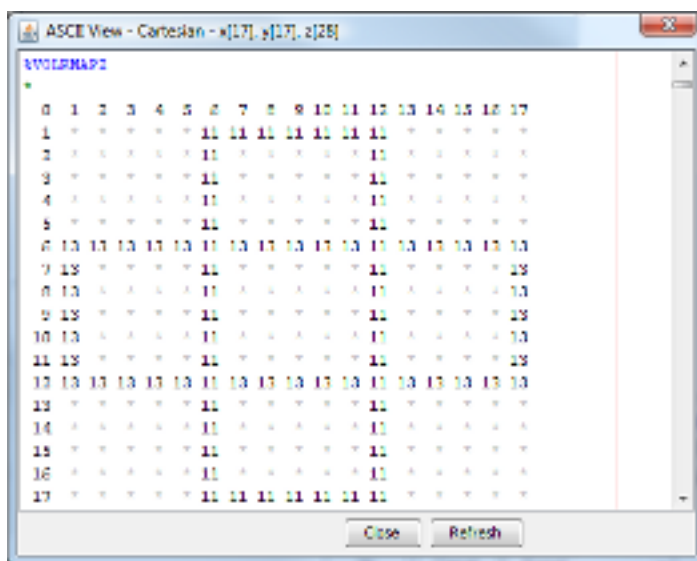 ASCII View - Cartesian - x[17], y[17], z[28]
%VOLRMAPZ
*
0 1 2 3 4 5 6 7 8 9 10 11 12 13 14 15 16 17
1 * * * * * 11 11 11 11 11 11 11 * * * * *
2 * * * * * 11 * * * * * 11 * * * * *
3 * * * * * 11 * * * * * 11 * * * * *
4 * * * * * 11 * * * * * 11 * * * * *
5 * * * * * 11 * * * * * 11 * * * * *
6 13 13 13 13 13 11 13 13 13 13 13 11 13 13 13 13 13
7 13 * * * * 11 * * * * * 11 * * * * 13
8 13 * * * * 11 * * * * * 11 * * * * 13
9 13 * * * * 11 * * * * * 11 * * * * 13
10 13 * * * * 11 * * * * * 11 * * * * 13
11 13 * * * * 11 * * * * * 11 * * * * 13
12 13 13 13 13 13 11 13 13 13 13 13 11 13 13 13 13 13
13 * * * * * 11 * * * * * 11 * * * * *
14 * * * * * 11 * * * * * 11 * * * * *
15 * * * * * 11 * * * * * 11 * * * * *
16 * * * * * 11 * * * * * 11 * * * * *
17 * * * * * 11 11 11 11 11 11 11 * * * * *
Close Refresh